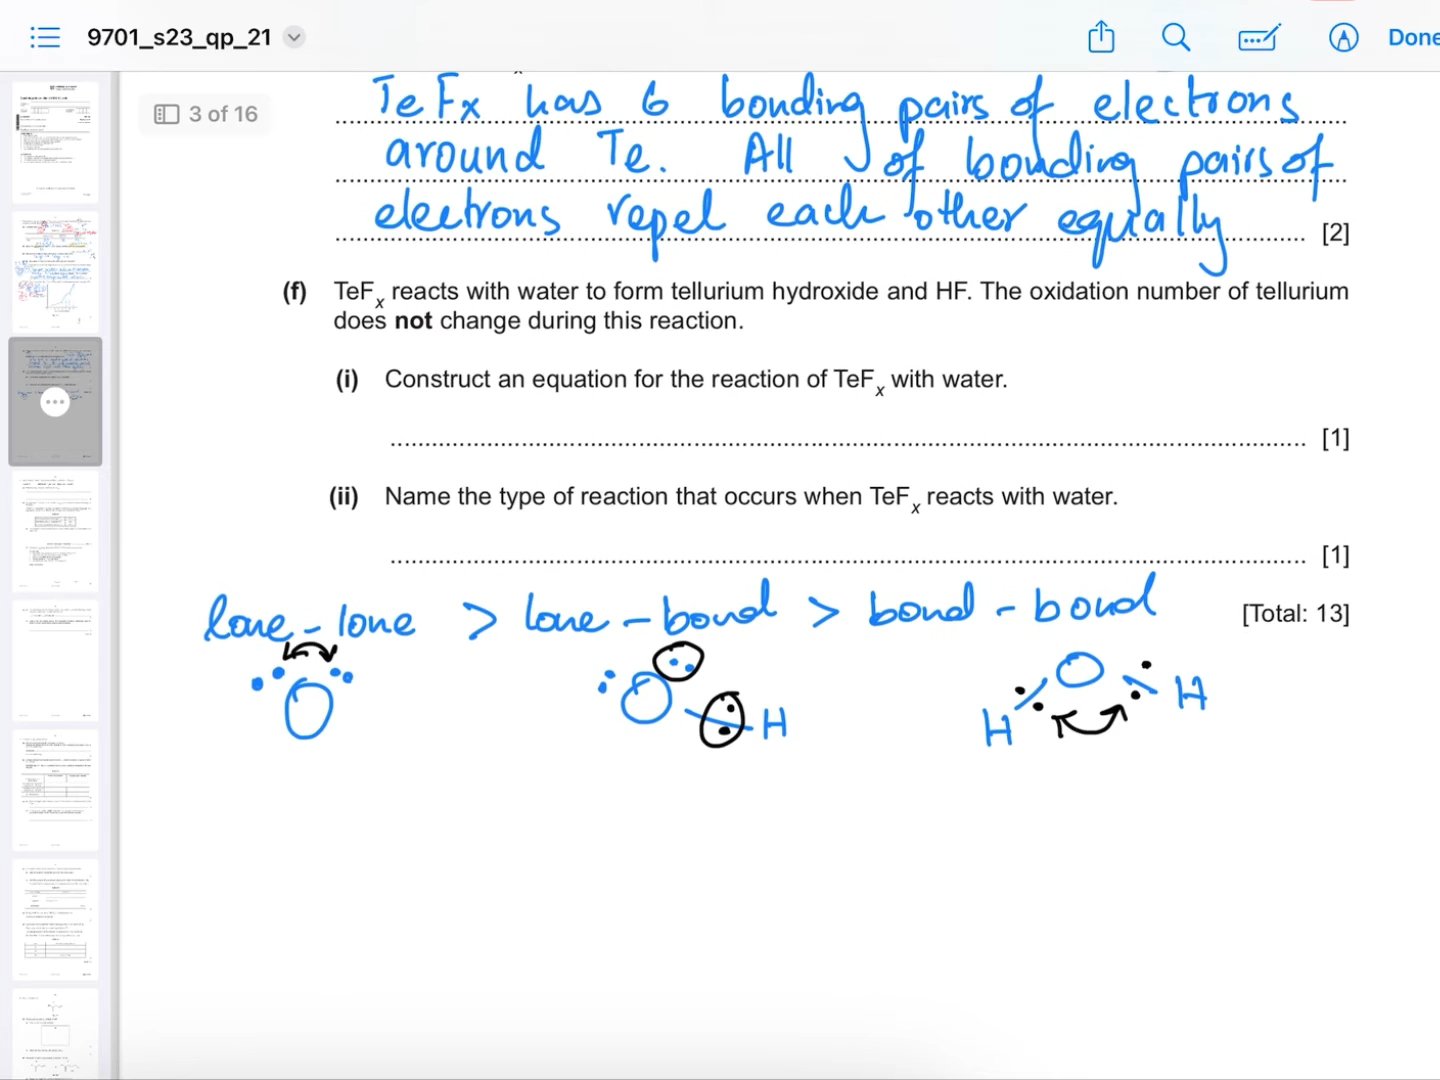 9701_s23_qp_21
Done
3 of 16
TeFx has 6 bonding pairs of electrons
around Te. All of bonding pairs of
electrons repel each other equally [2]
(f) TeFx reacts with water to form tellurium hydroxide and HF. The oxidation number of tellurium
does not change during this reaction.
(i) Construct an equation for the reaction of TeFx with water.
[1]
(ii) Name the type of reaction that occurs when TeFx reacts with water.
[1]
[Total: 13]
lone - lone > lone - bond > bond - bond
O
O H
H O H